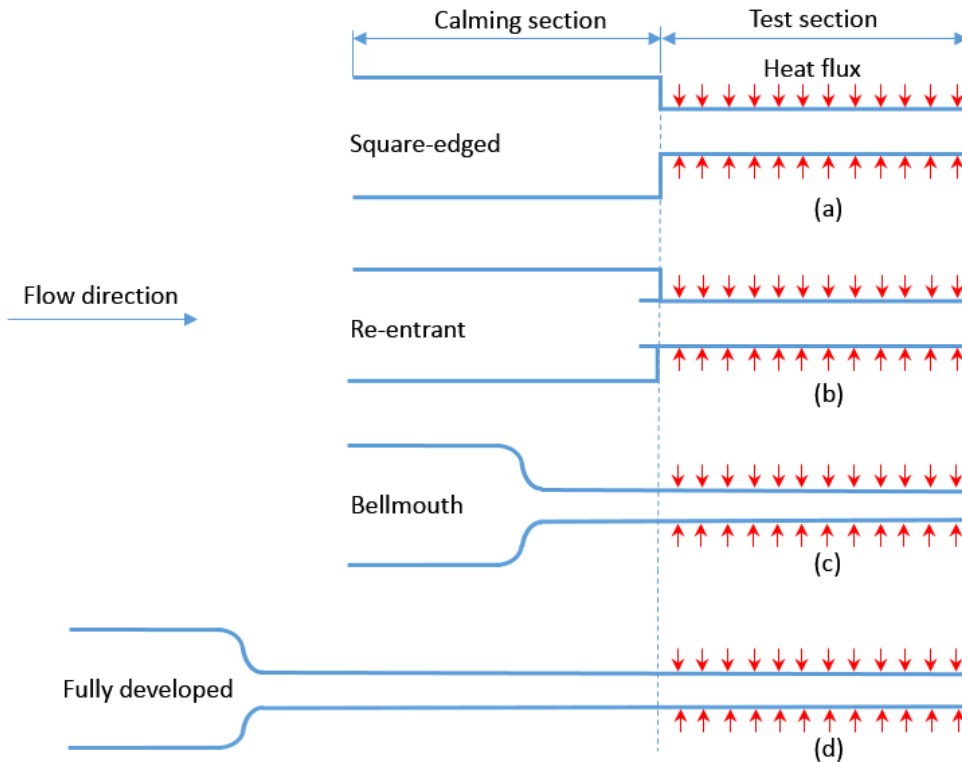 Calming section
Test section
Heat flux
Square-edged
(a)
Flow direction
Re-entrant
(b)
Bellmouth
(c)
Fully developed
(d)